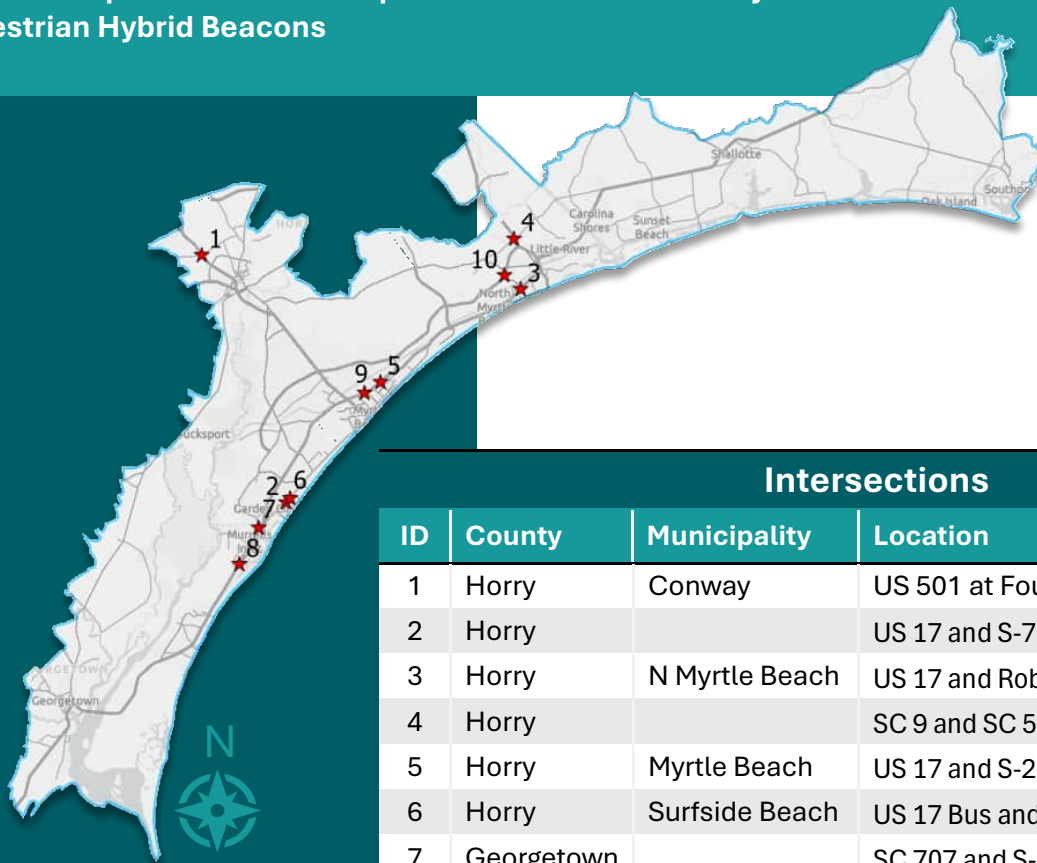 estrian Hybrid Beacons
Shallotte
Oak Island
Carolina
Shores
Sunset
Beach
4
Little River
1
10
3
North
5
9
ucksport
2
6
7
8
Georgetown
N
Intersections
ID County Municipality Location
1 Horry Conway US 501 at Fou
2 Horry US 17 and S-7
3 Horry N Myrtle Beach US 17 and Rob
4 Horry SC 9 and SC 5
5 Horry Myrtle Beach US 17 and S-2
6 Horry Surfside Beach US 17 Bus and
7 Georgetown SC 707 and S-